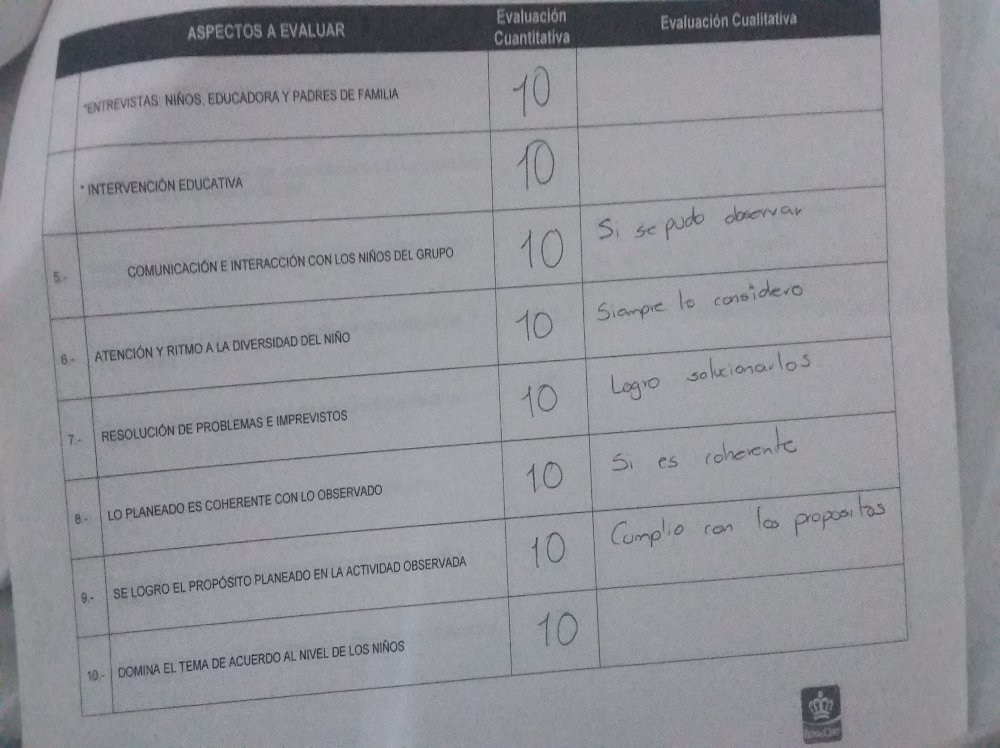 ASPECTOS A EVALUAR Evaluación Cuantitativa Evaluación Cualitativa
*ENTREVISTAS: NIÑOS, EDUCADORA Y PADRES DE FAMILIA 10
* INTERVENCIÓN EDUCATIVA 10
5.- COMUNICACIÓN E INTERACCIÓN CON LOS NIÑOS DEL GRUPO 10 Si se pudo observar
6.- ATENCIÓN Y RITMO A LA DIVERSIDAD DEL NIÑO 10 Siempre lo considero
7.- RESOLUCIÓN DE PROBLEMAS E IMPREVISTOS 10 Logro solucionarlos
8.- LO PLANEADO ES COHERENTE CON LO OBSERVADO 10 Si es coherente
9.- SE LOGRO EL PROPÓSITO PLANEADO EN LA ACTIVIDAD OBSERVADA 10 Cumplio con los propositos
10.- DOMINA EL TEMA DE ACUERDO AL NIVEL DE LOS NIÑOS 10